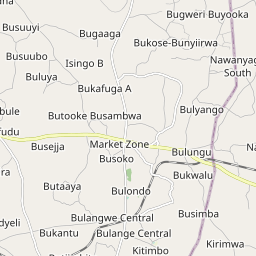 Bugweri Buyooka
Busuuyi
Bugaaga
Bukose-Bunyiirwa
Busuubo
Isingo B
Nawanyago
South
Buluya
Bukafuga A
Bulyango
Butooke Busambwa
Busejja
Market Zone
Busoko
Bulungu
Na
Bukwalu
Butaaya
Bulondo
Bulangwe Central
Busimba
Bukantu
Bulange Central
Kirimwa
Kitimbo